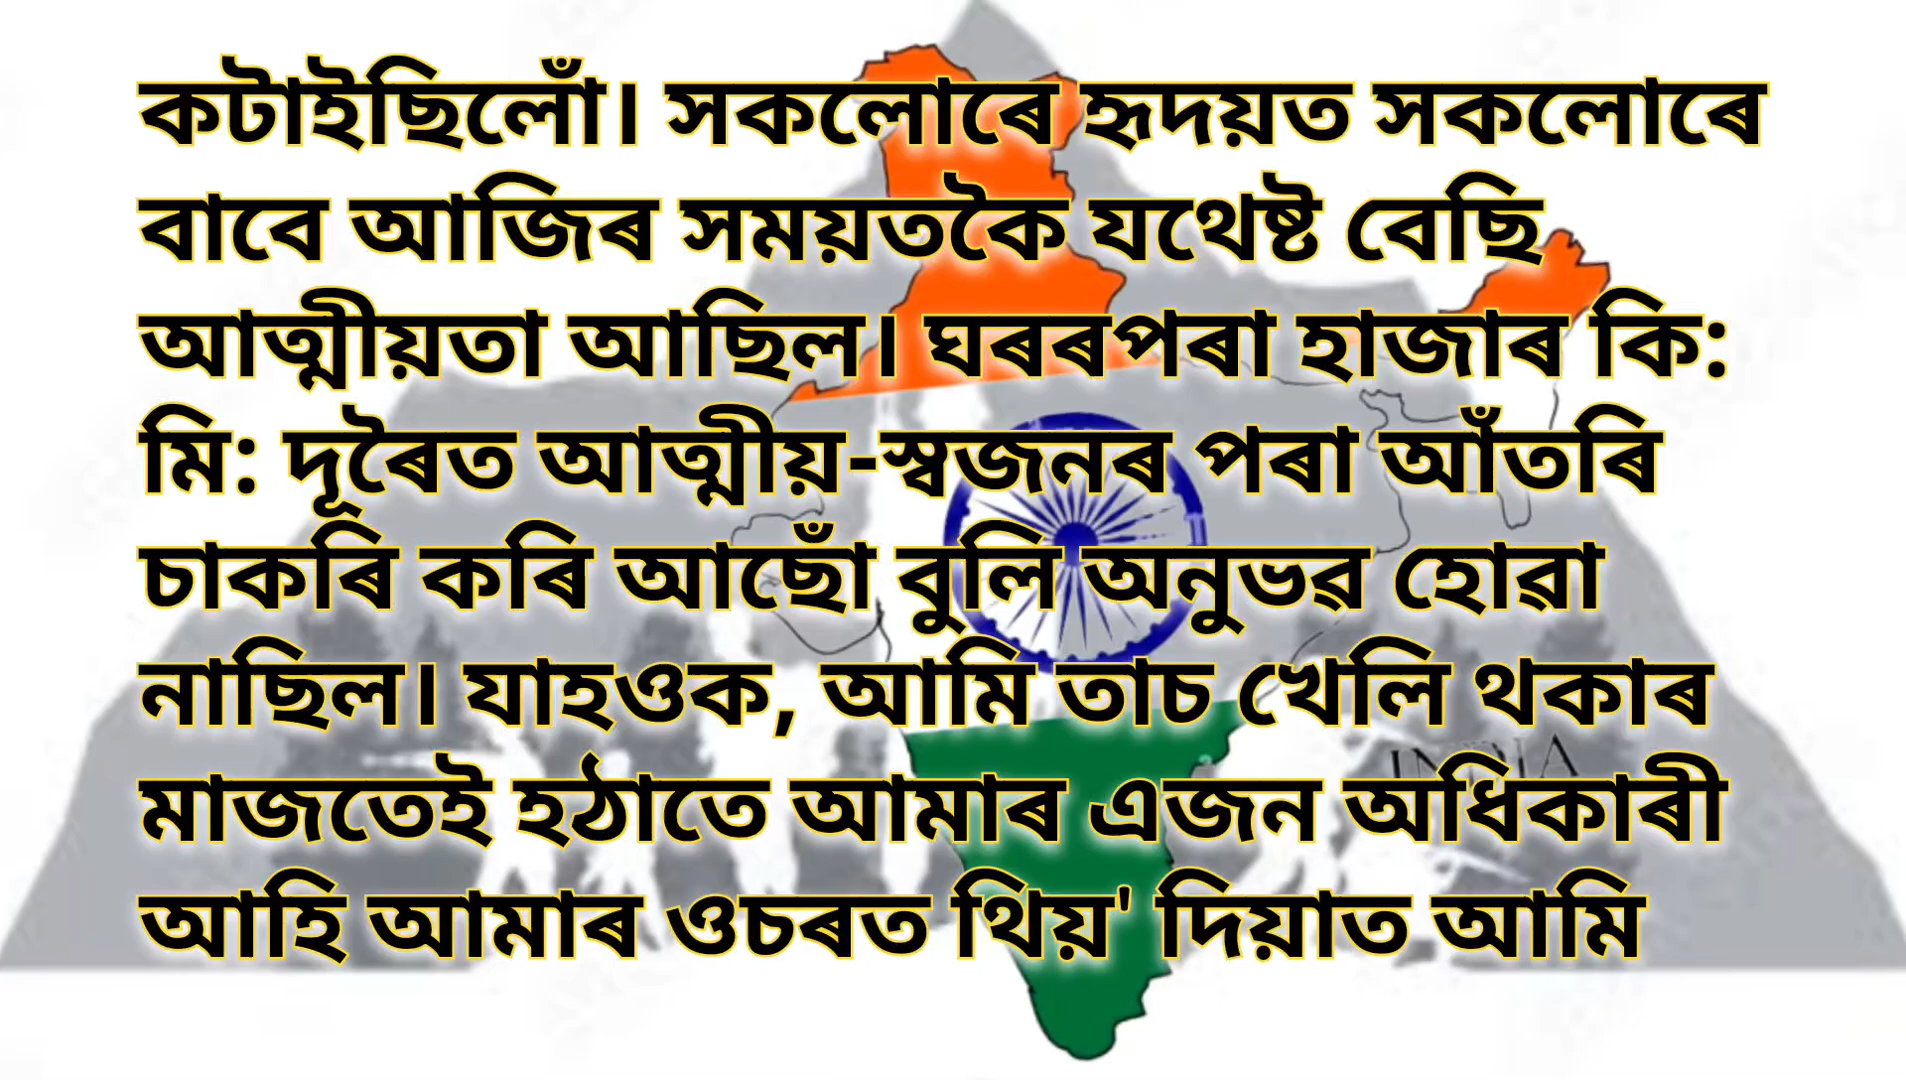 কটাইছিলোঁ। সকলোৰে হৃদয়ত সকলোৰে
বাবে আজিৰ সময়তকৈ যথেষ্ট বেছি
আত্মীয়তা আছিল। ঘৰৰপৰা হাজাৰ কি:
মি: দূৰৈত আত্মীয়-স্বজনৰ পৰা আঁতৰি
চাকৰি কৰি আছোঁ বুলি অনুভৱ হোৱা
নাছিল। যাহওক, আমি তাচ খেলি থকাৰ
INDIA
মাজতেই হঠাতে আমাৰ এজন অধিকাৰী
আহি আমাৰ ওচৰত থিয়' দিয়াত আমি